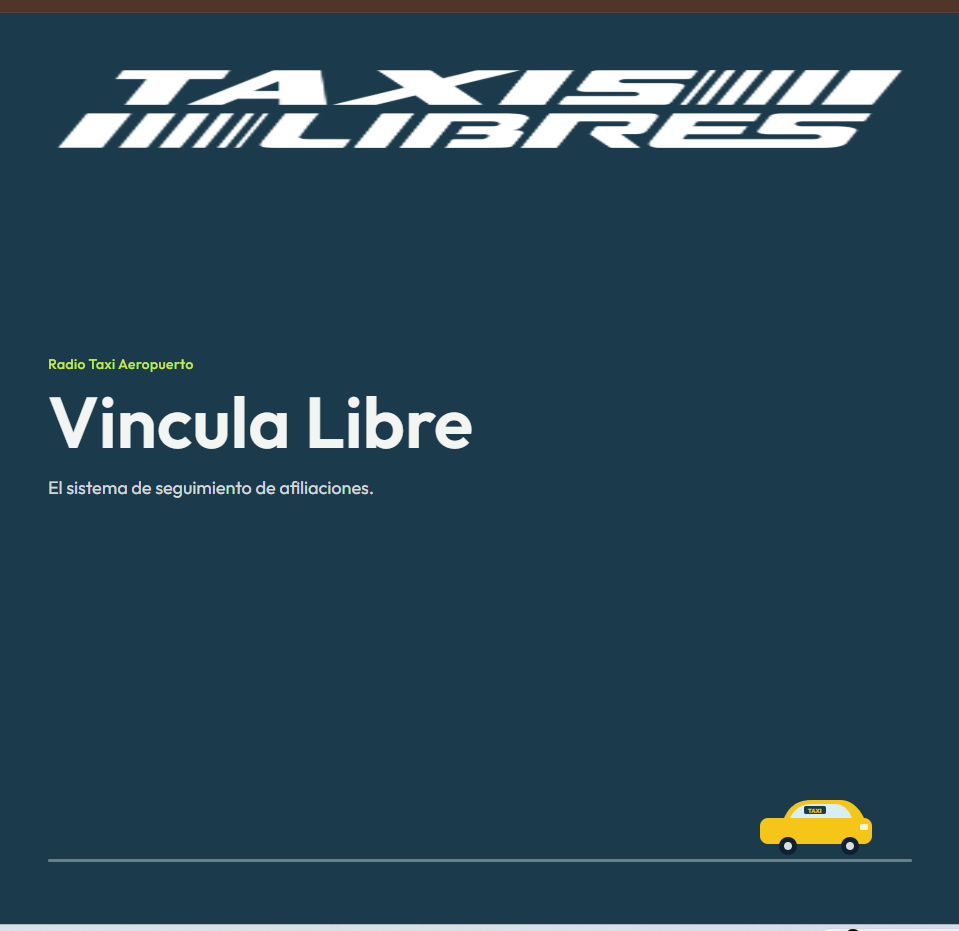 TAXIS
LIBRES
Radio Taxi Aeropuerto
Vincula Libre
El sistema de seguimiento de afiliaciones.
TAXI